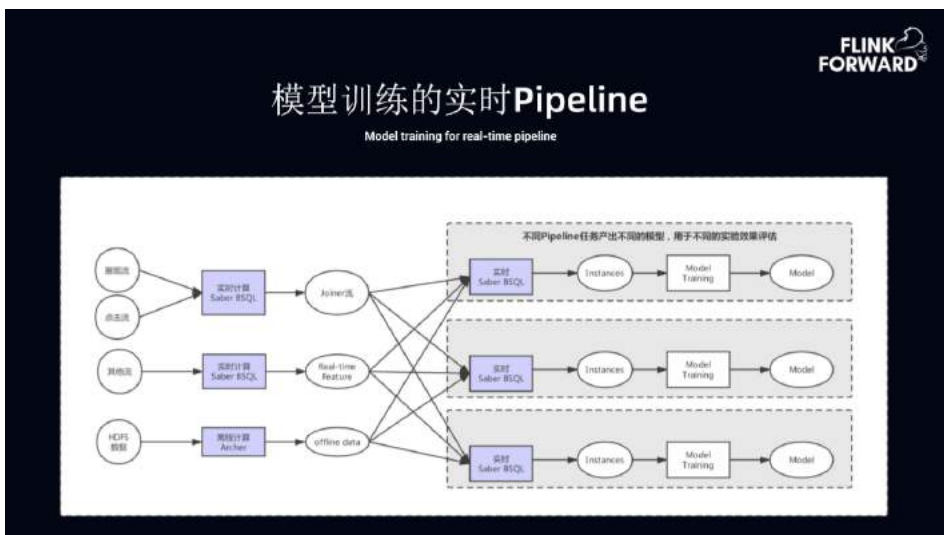 FLINK
FORWARD
模型训练的实时Pipeline
Model training for real-time pipeline
不同Pipeline任务产出不同的模型，用于不同的实验效果评估
展现流
点击流
实时计算
Saber BSQL
Joiner流
其他流
实时计算
Saber BSQL
Real-time
Feature
HDFS
数据
离线计算
Archer
offline data
实时
Saber BSQL
Instances
Model
Training
Model
实时
Saber BSQL
Instances
Model
Training
Model
实时
Saber BSQL
Instances
Model
Training
Model